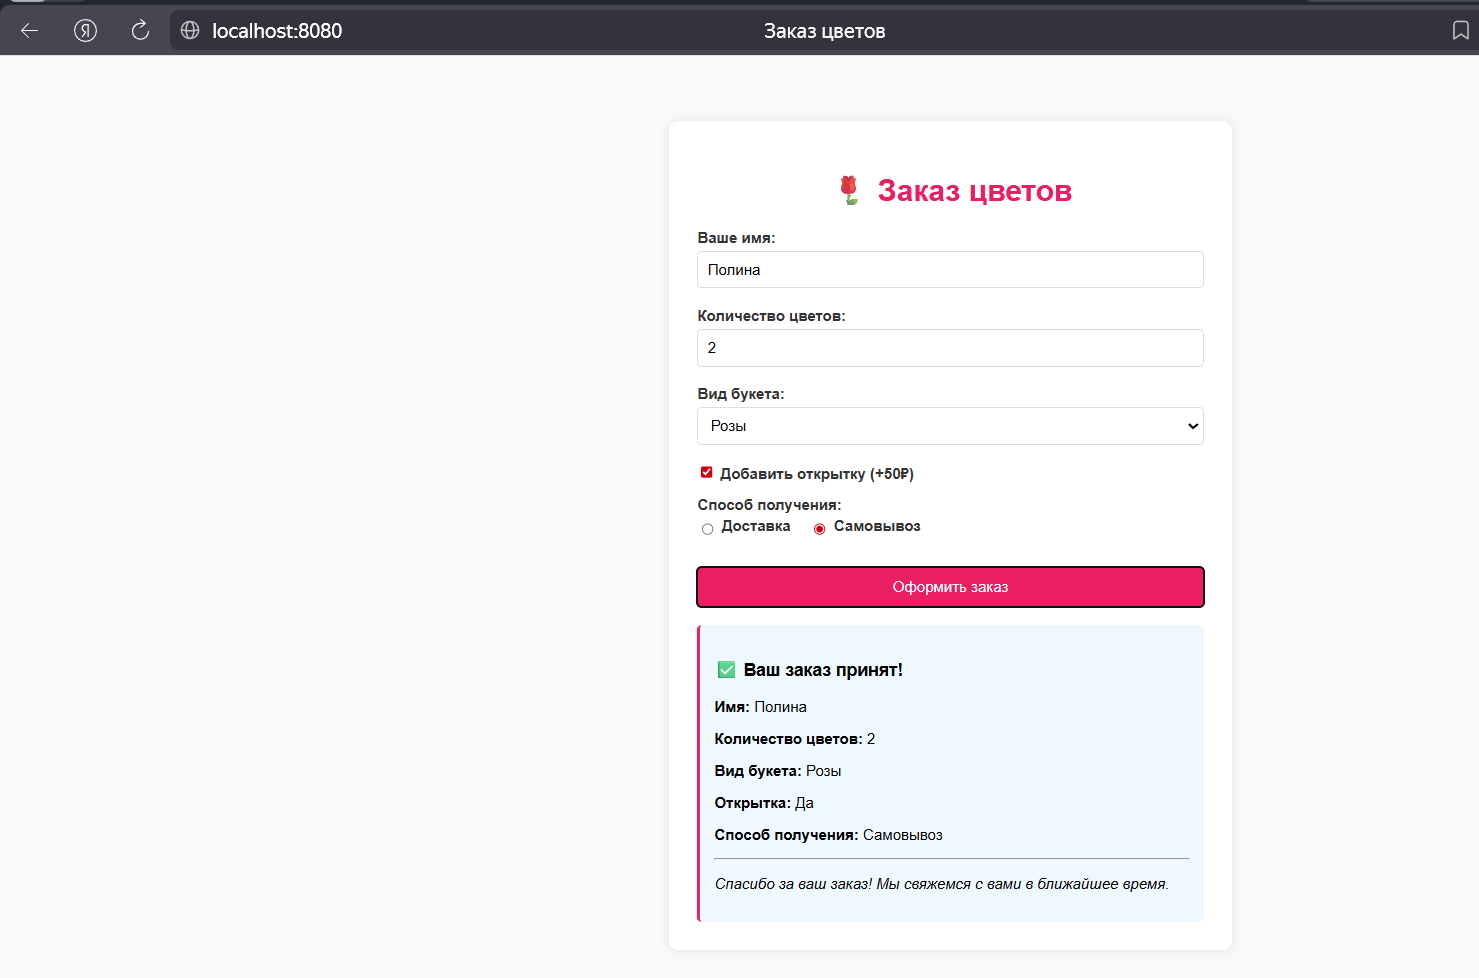 localhost:8080 Заказ цветов
Заказ цветов
Ваше имя:
Полина
Количество цветов:
2
Вид букета:
Розы
Добавить открытку (+50₽)
Способ получения:
Доставка Самовывоз
Оформить заказ
Ваш заказ принят!
Имя: Полина
Количество цветов: 2
Вид букета: Розы
Открытка: Да
Способ получения: Самовывоз
Спасибо за ваш заказ! Мы свяжемся с вами в ближайшее время.